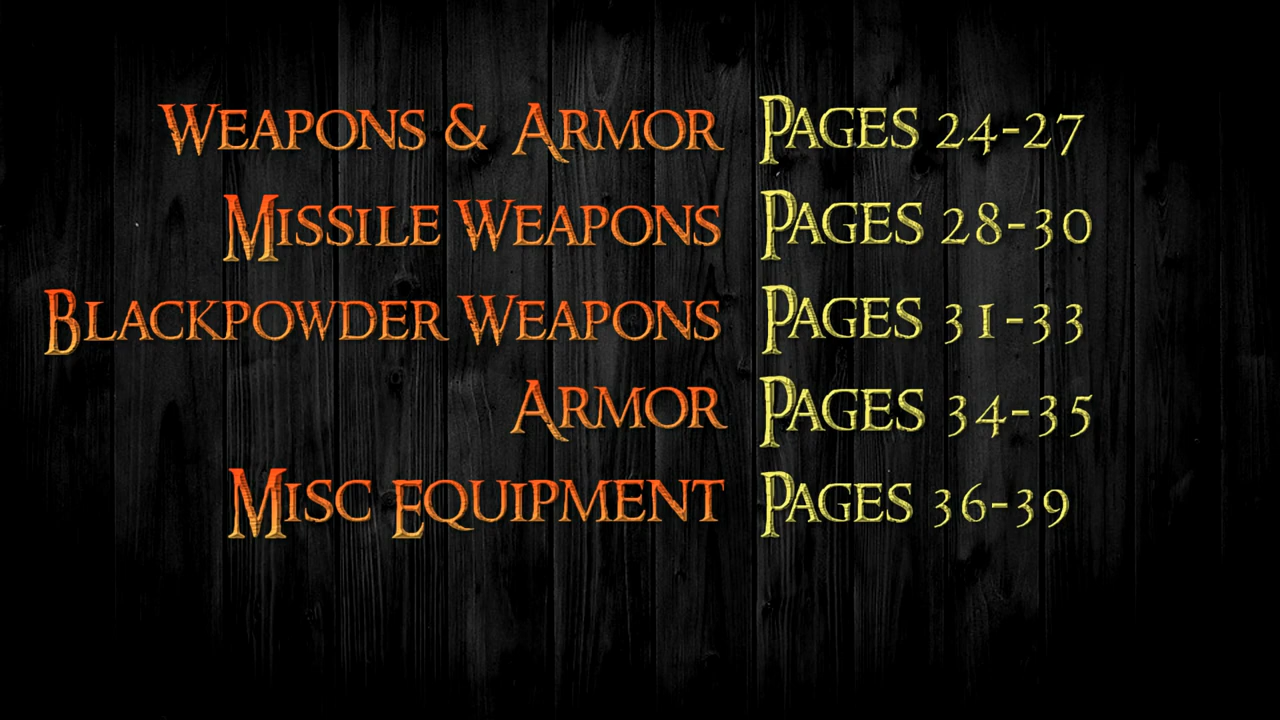 Weapons & Armor Pages 24-27
Missile Weapons Pages 28-30
Blackpowder Weapons Pages 31-33
Armor Pages 34-35
Misc Equipment Pages 36-39